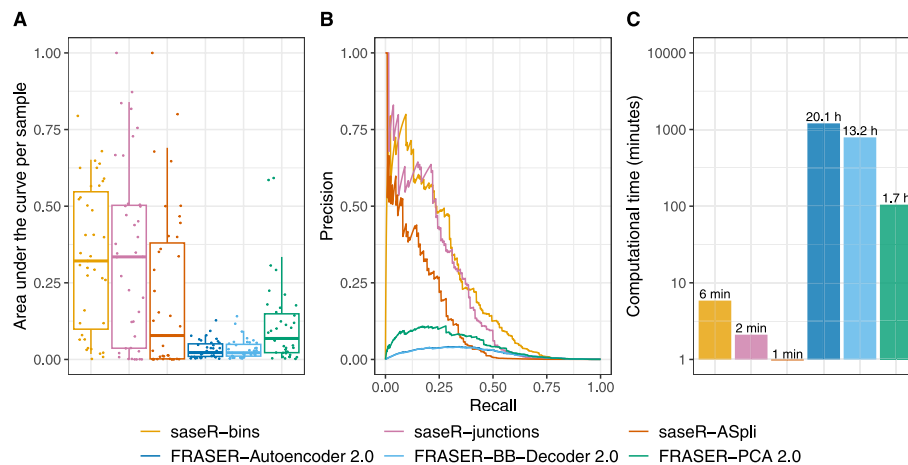 A
B
C
Area under the curve per sample
1.00
0.75
0.50
0.25
0.00
Precision
1.00
0.75
0.50
0.25
0.00
0.00 0.25 0.50 0.75 1.00
Recall
Computational time (minutes)
10000
1000
100
10
1
6 min
2 min
1 min
20.1 h
13.2 h
1.7 h
saseR−bins saseR−junctions saseR−ASpli
FRASER−Autoencoder 2.0 FRASER−BB−Decoder 2.0 FRASER−PCA 2.0